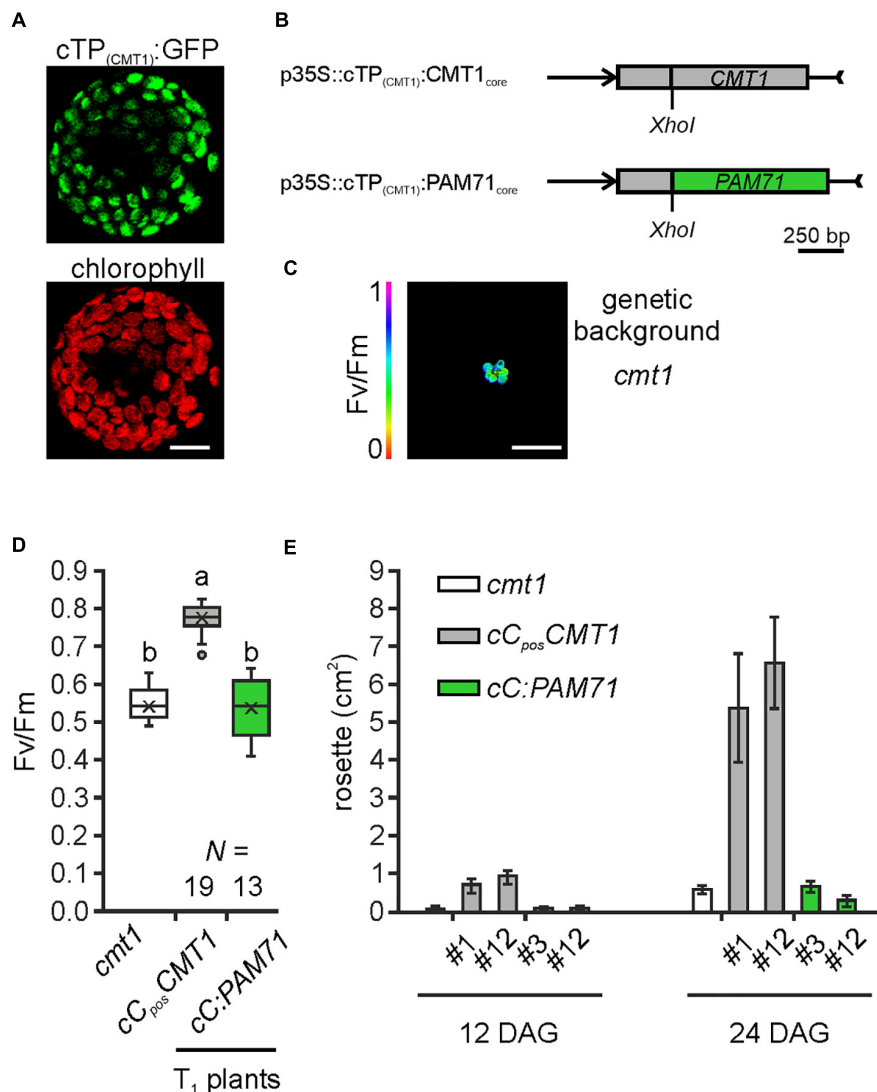 A
cTP(CMT1):GFP
chlorophyll
B
p35S::cTP(CMT1):CMT1core
CMT1
XhoI
p35S::cTP(CMT1):PAM71core
PAM71
XhoI
250 bp
C
1
Fv/Fm
0
genetic
background
cmt1
D
Fv/Fm
0.9
0.8
0.7
0.6
0.5
0.4
0.3
0.2
0.1
0.0
b
a
b
N =
19 13
cmt1
cCposCMT1
cC:PAM71
T1 plants
E
rosette (cm2)
9
8
7
6
5
4
3
2
1
0
cmt1
cCposCMT1
cC:PAM71
#1
#12
#3
#12
12 DAG
#1
#12
#3
#12
24 DAG